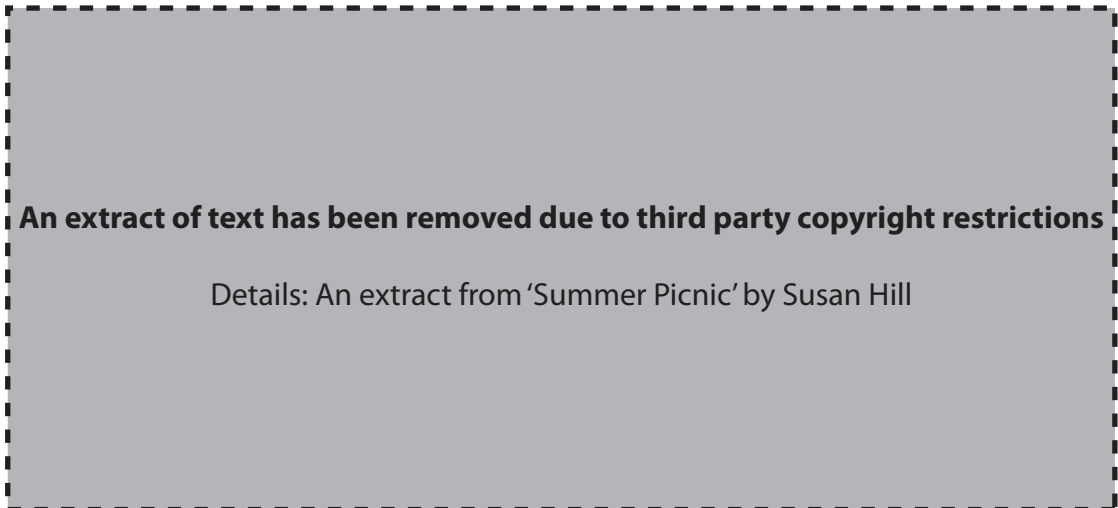 An extract of text has been removed due to third party copyright restrictions
Details: An extract from ‘Summer Picnic’ by Susan Hill